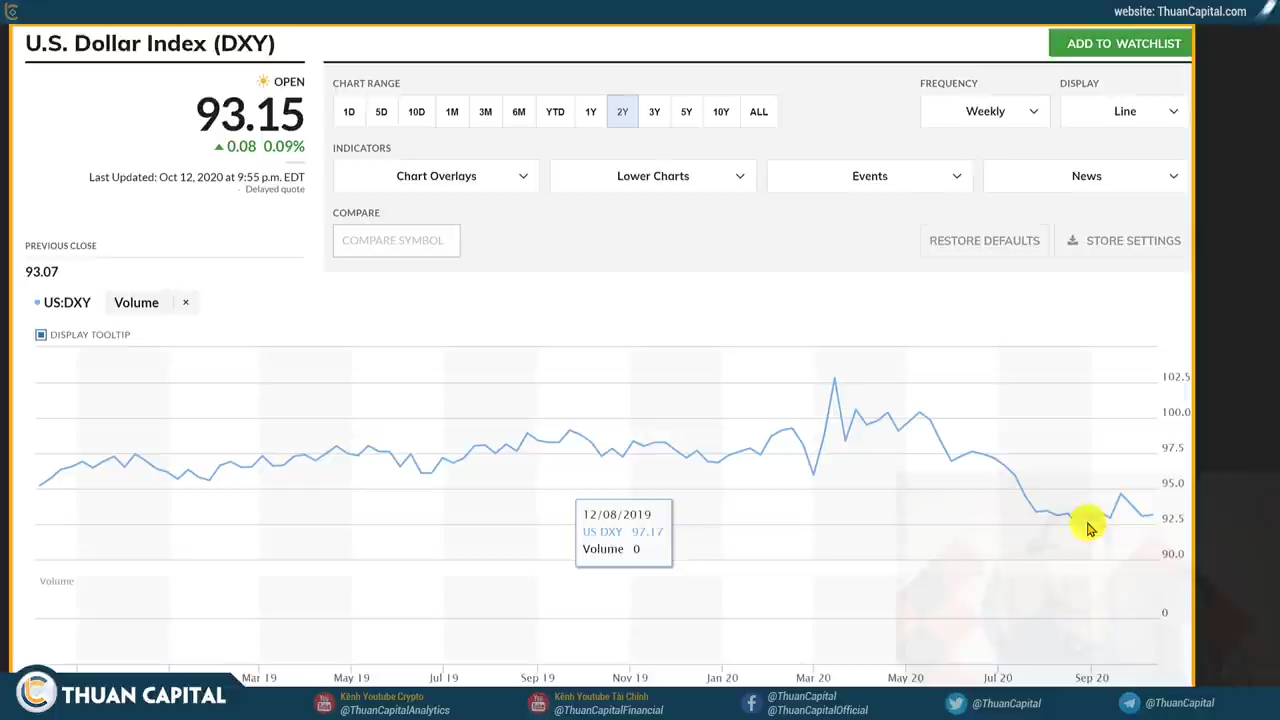 website: ThuanCapital.com
U.S. Dollar Index (DXY)
ADD TO WATCHLIST
OPEN
93.15
0.08 0.09%
Last Updated: Oct 12, 2020 at 9:55 p.m. EDT
Delayed quote
PREVIOUS CLOSE
93.07
CHART RANGE
1D 5D 10D 1M 3M 6M YTD 1Y 2Y 3Y 5Y 10Y ALL
FREQUENCY
Weekly
DISPLAY
Line
INDICATORS
Chart Overlays
Lower Charts
Events
News
COMPARE
COMPARE SYMBOL
RESTORE DEFAULTS
STORE SETTINGS
US:DXY
Volume ×
DISPLAY TOOLTIP
102.5
100.0
97.5
95.0
92.5
90.0
12/08/2019
US DXY 97.17
Volume 0
Volume
0
Mar 19 May 19 Jul 19 Sep 19 Nov 19 Jan 20 Mar 20 May 20 Jul 20 Sep 20
THUAN CAPITAL
Kênh Youtube Crypto
@ThuanCapitalAnalytics
Kênh Youtube Tài Chính
@ThuanCapitalFinancial
@ThuanCapital
@ThuanCapitalOfficial
@ThuanCapital
@ThuanCapital